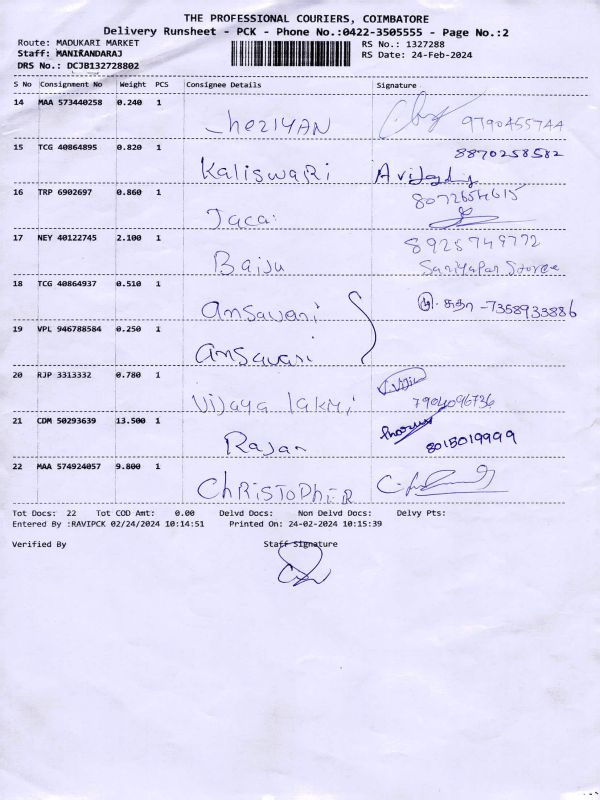 THE PROFESSIONAL COURIERS, COIMBATORE
Delivery Runsheet - PCK - Phone No.:0422-3505555 - Page No.:2
Route: MADUKARI MARKET RS No.: 1327288
Staff: MANIKANDARAJ RS Date: 24-Feb-2024
DRS No.: DCJB132728802
S No Consignment No Weight PCS Consignee Details Signature
14 MAA 573440258 0.240 1 Cheziyan 9790455744
15 TCG 40864895 0.820 1 Kaliswari 8870258582
16 TRP 6902697 0.860 1 Jaca: 8072654615
17 NEY 40122745 2.100 1 Baiju 8925749772
Sariyapan Stores
18 TCG 40864937 0.510 1 ansavari சுதா -7358933886
19 VPL 946788584 0.250 1 ansavari
20 RJP 3313332 0.780 1 Vijaya lakmi 7904096736
21 CDM 50293639 13.500 1 Rajan 8015019999
22 MAA 574924057 9.800 1 Christopher
Tot Docs: 22 Tot COD Amt: 0.00 Delvd Docs: Non Delvd Docs: Delvy Pts:
Entered By :RAVIPCK 02/24/2024 10:14:51 Printed On: 24-02-2024 10:15:39
Verified By Staff Signature